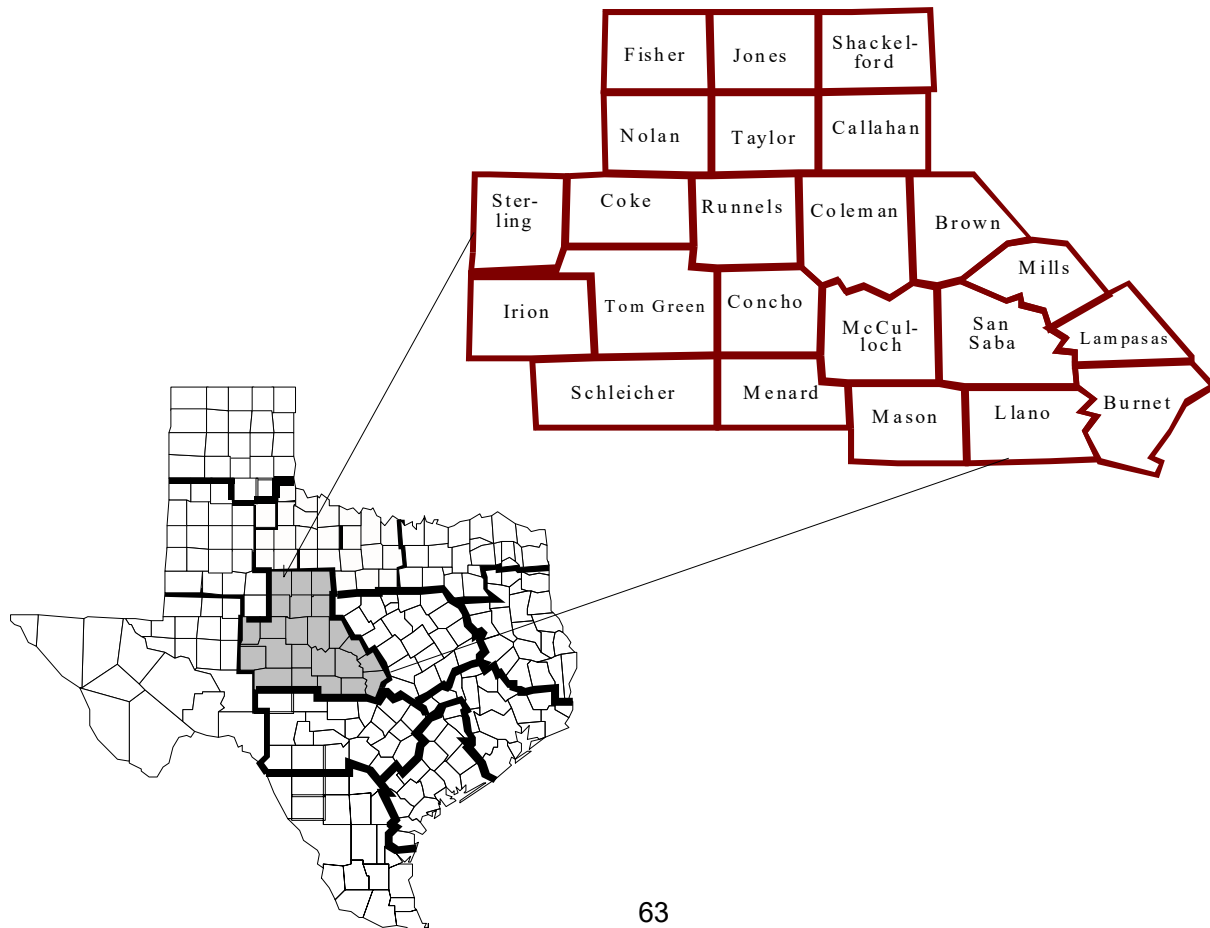 Fisher
Jones
Shackel-
ford
Nolan
Taylor
Callahan
Ster-
ling
Coke
Runnels
Coleman
Brown
Mills
Irion
Tom Green
Concho
McCul-
loch
San
Saba
Lampasas
Schleicher
Menard
Mason
Llano
Burnet
63